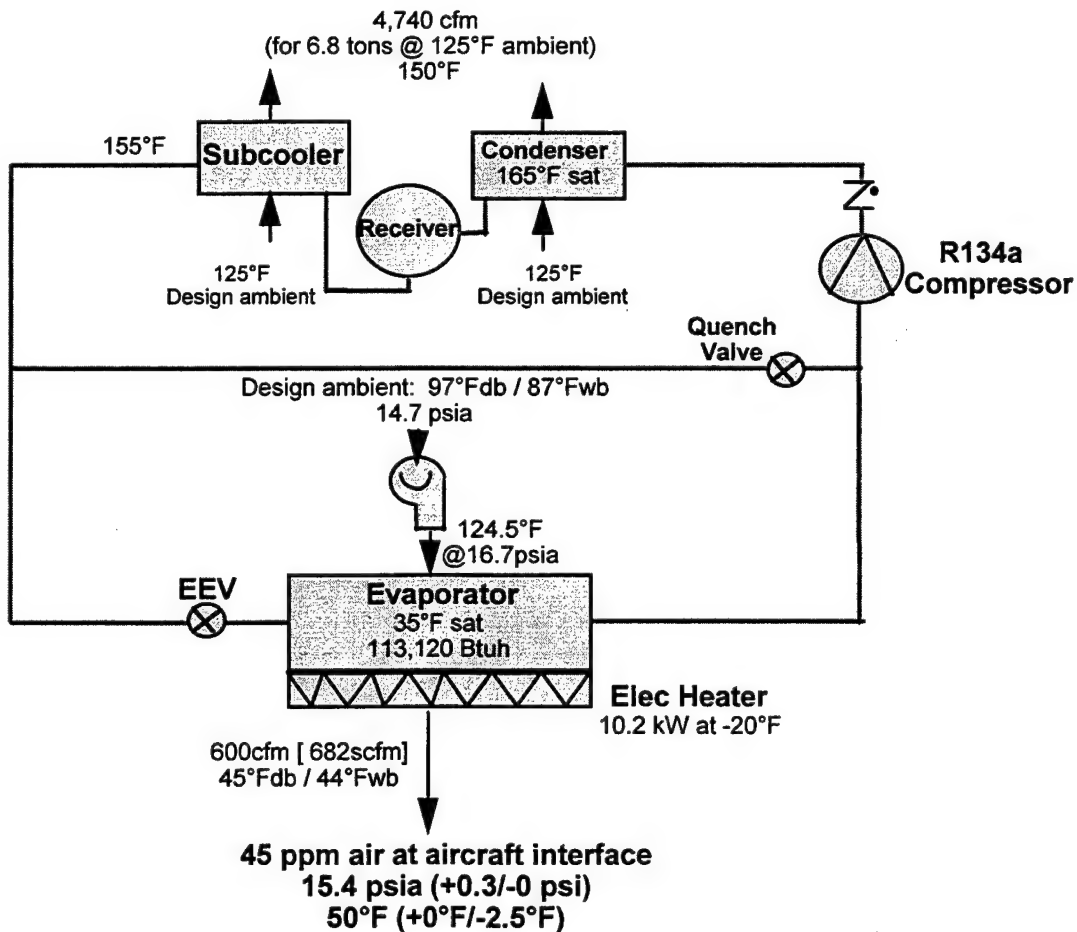 4,740 cfm
(for 6.8 tons @ 125°F ambient)
150°F
155°F
Subcooler
Condenser
165°F sat
Receiver
125°F
Design ambient
125°F
Design ambient
R134a
Compressor
Quench
Valve
Design ambient: 97°Fdb / 87°Fwb
14.7 psia
124.5°F
@16.7psia
EEV
Evaporator
35°F sat
113,120 Btuh
Elec Heater
10.2 kW at -20°F
600cfm [ 682scfm]
45°Fdb / 44°Fwb
45 ppm air at aircraft interface
15.4 psia (+0.3/-0 psi)
50°F (+0°F/-2.5°F)